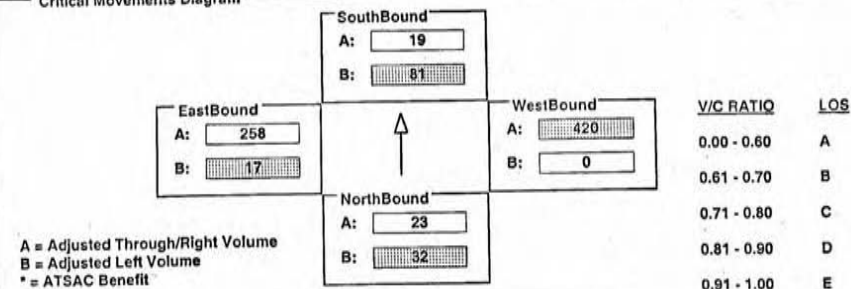 Critical Movements Diagram
SouthBound
A: 19
B: 81
EastBound
A: 258
B: 17
WestBound
A: 420
B: 0
NorthBound
A: 23
B: 32
A = Adjusted Through/Right Volume
B = Adjusted Left Volume
* = ATSAC Benefit
V/C RATIO LOS
0.00 - 0.60 A
0.61 - 0.70 B
0.71 - 0.80 C
0.81 - 0.90 D
0.91 - 1.00 E